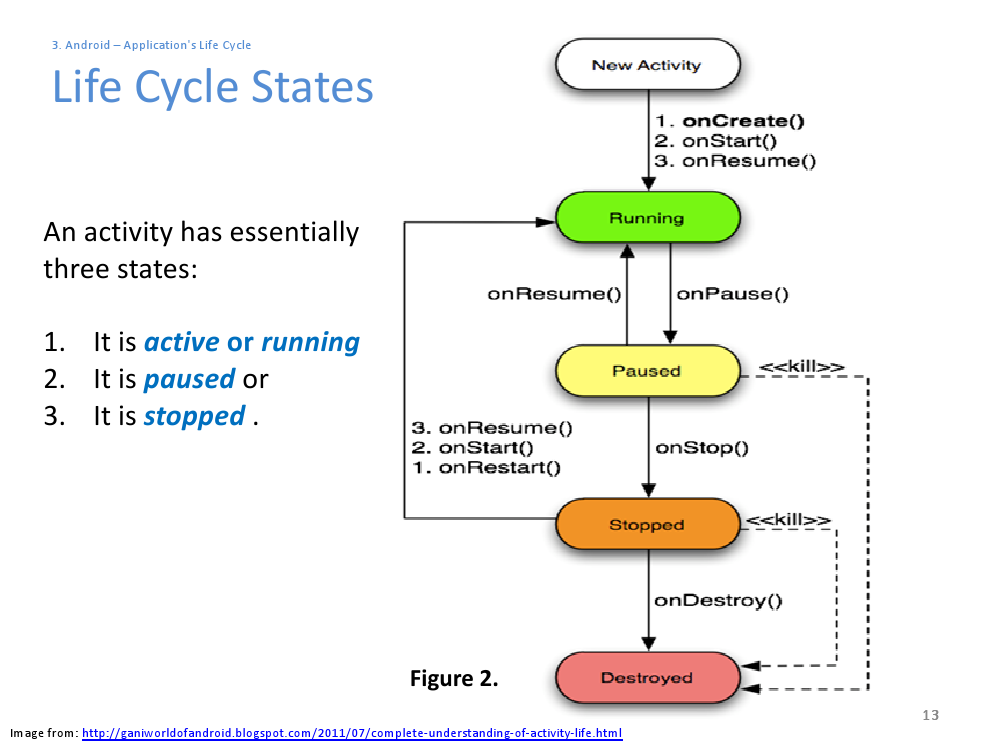 3. Android – Application's Life Cycle
Life Cycle States
An activity has essentially
three states:
1. It is active or running
2. It is paused or
3. It is stopped .
New Activity
1. onCreate()
2. onStart()
3. onResume()
Running
onResume()
onPause()
Paused
<<kill>>
3. onResume()
2. onStart()
1. onRestart()
onStop()
Stopped
<<kill>>
onDestroy()
Destroyed
Figure 2.
13
Image from: http://ganiworldofandroid.blogspot.com/2011/07/complete-understanding-of-activity-life.html